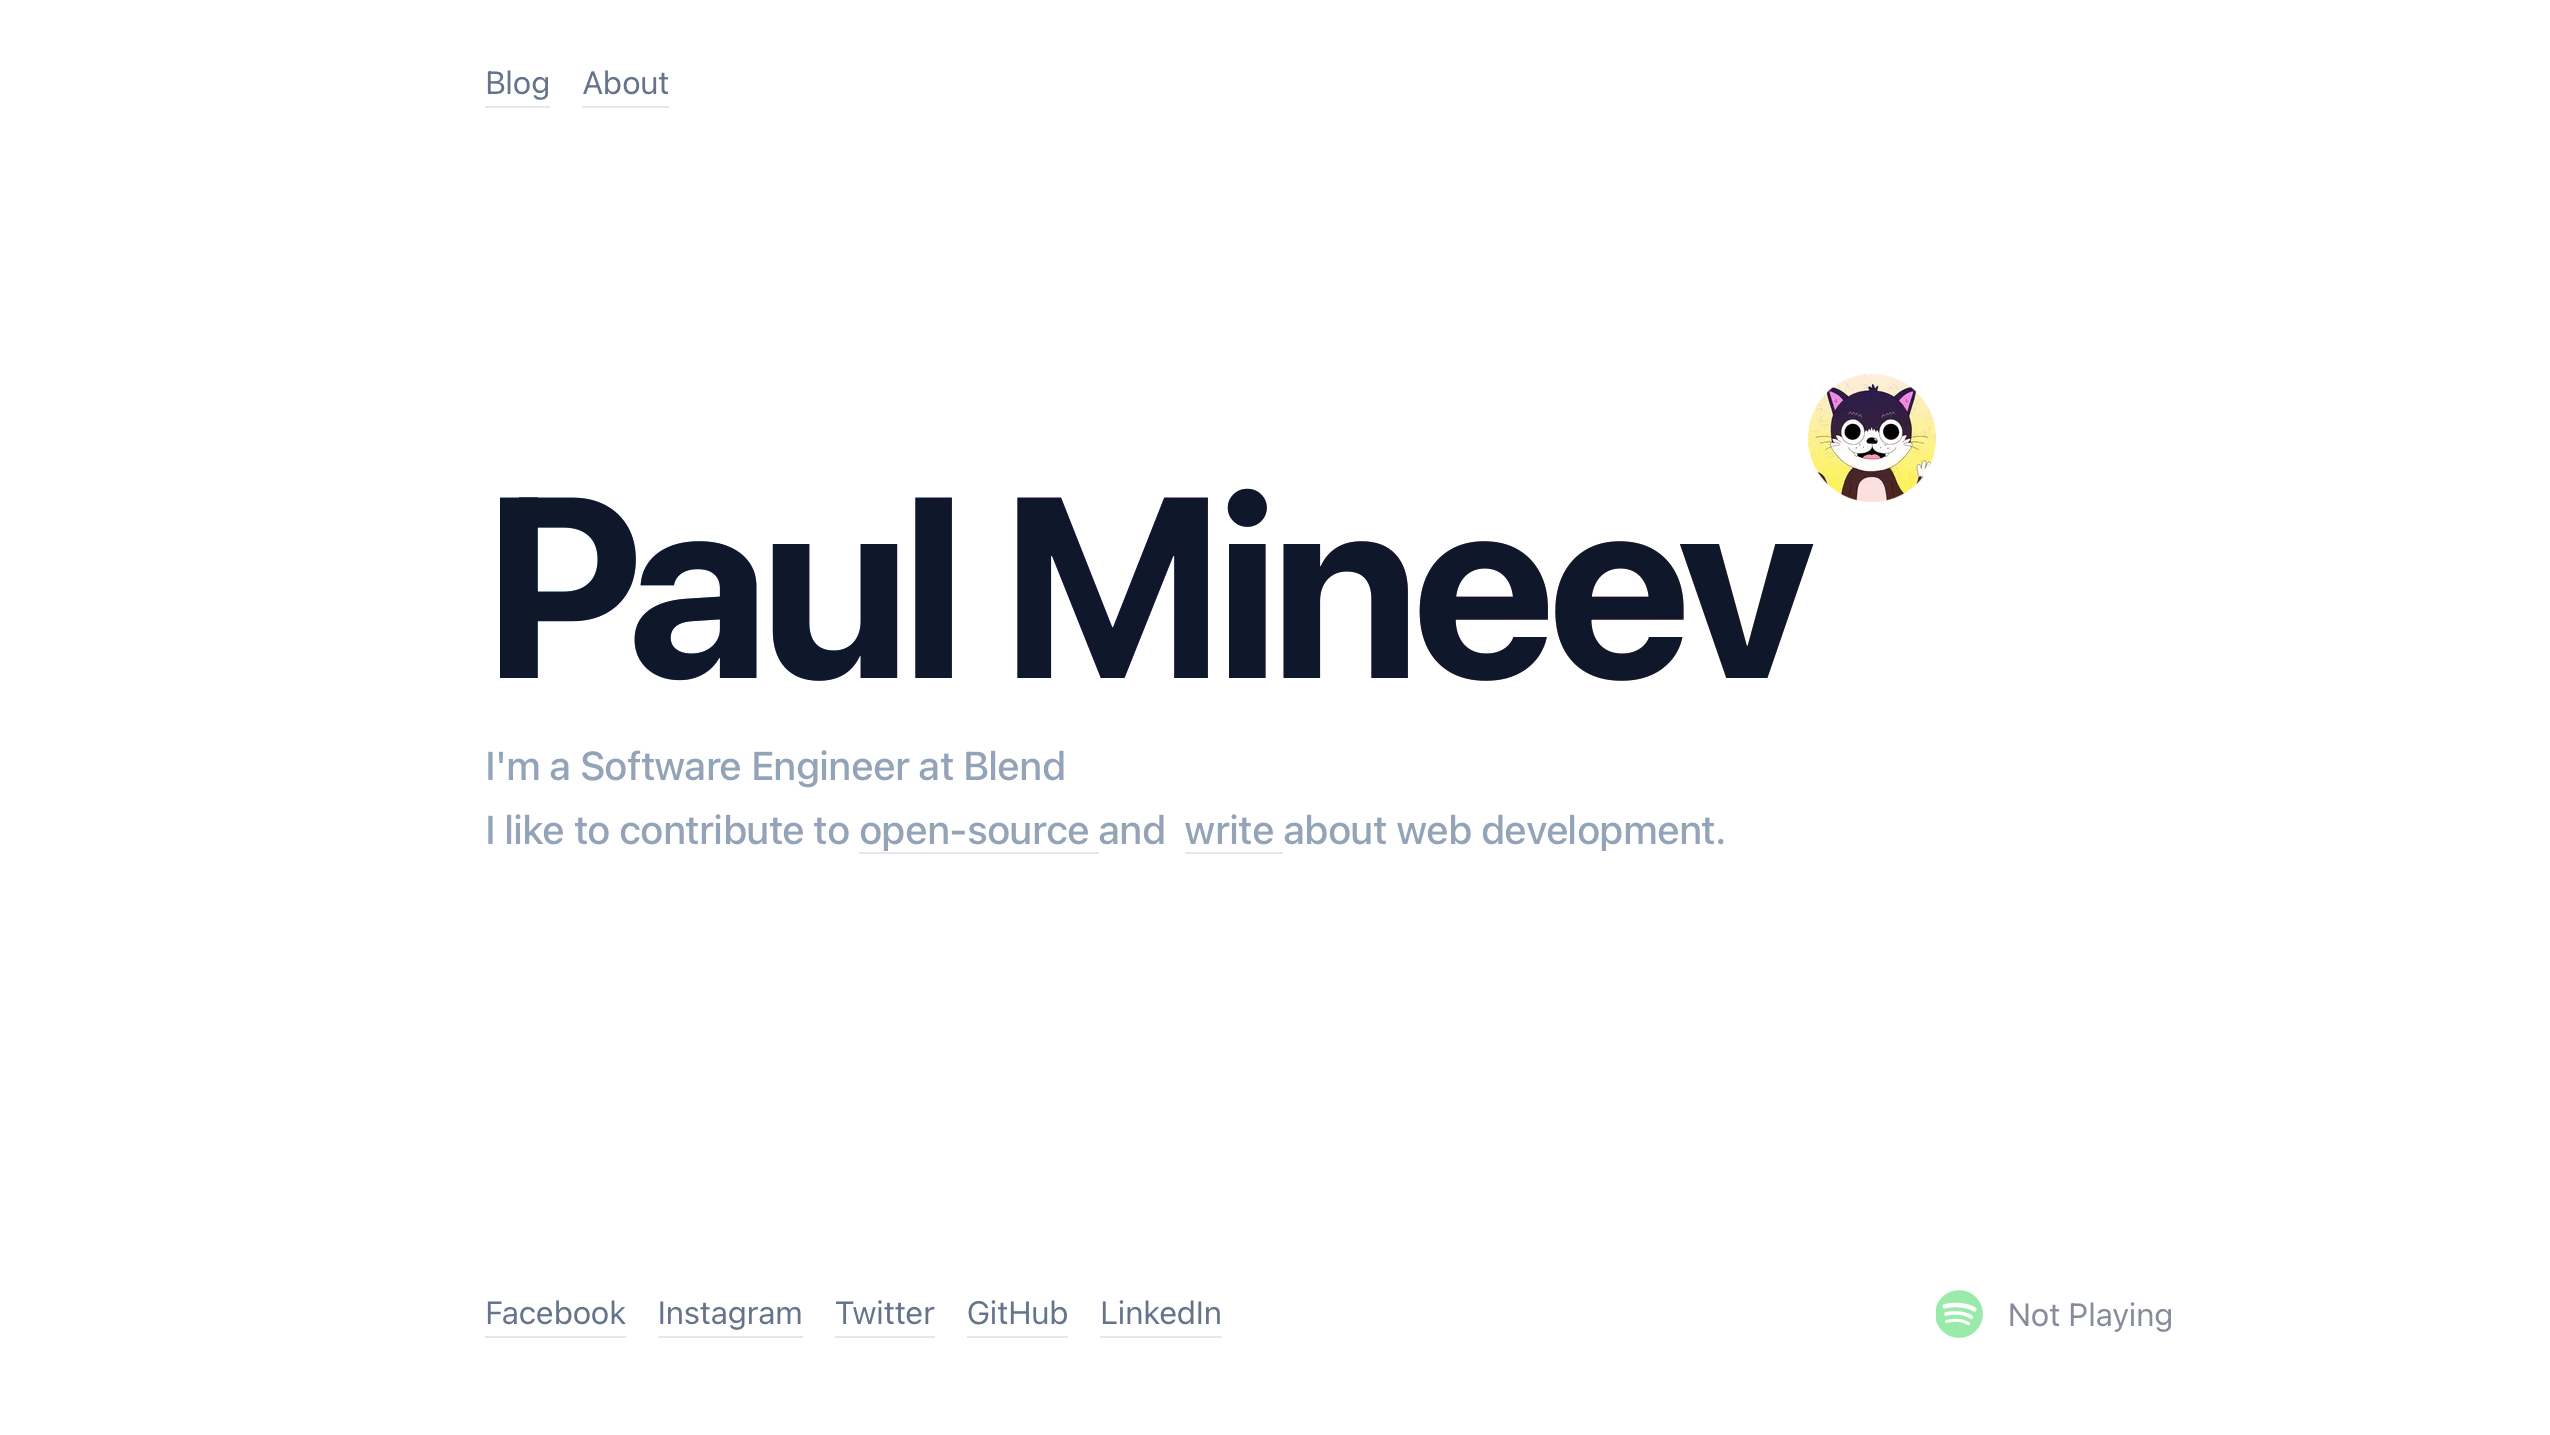 Blog About
Paul Mineev
I'm a Software Engineer at Blend
I like to contribute to open-source and write about web development.
Facebook Instagram Twitter GitHub LinkedIn
Not Playing